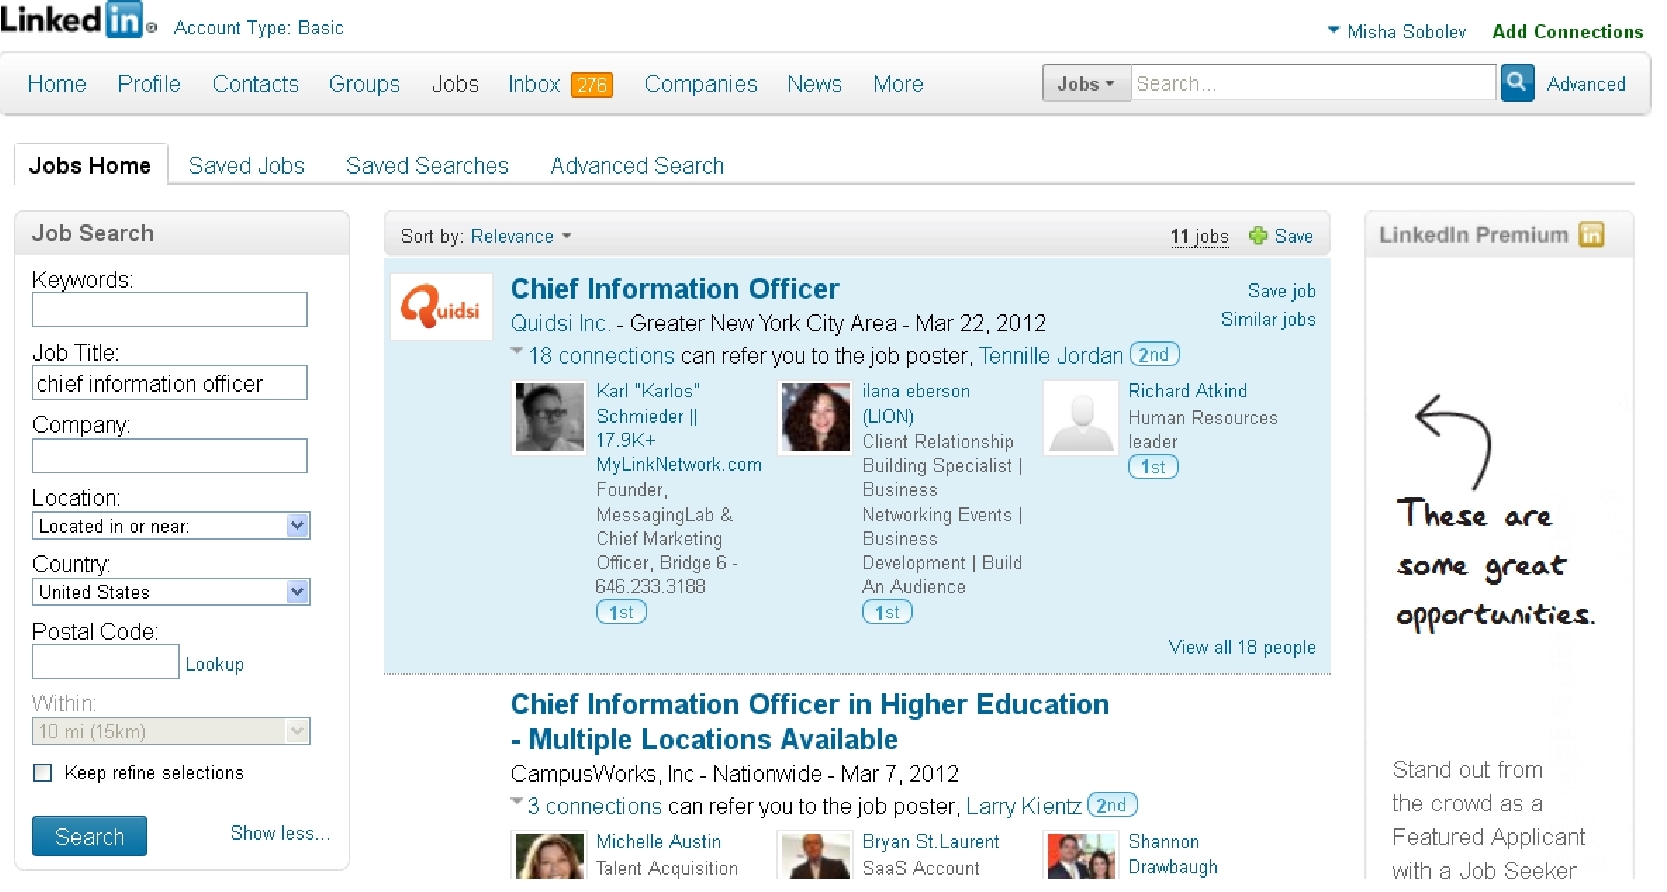 Linked in ®
Account Type: Basic
Misha Sobolev Add Connections
Home Profile Contacts Groups Jobs Inbox 276 Companies News More
Jobs Search... Advanced
Jobs Home Saved Jobs Saved Searches Advanced Search
Job Search
Keywords:
Job Title:
chief information officer
Company:
Location:
Located in or near:
Country:
United States
Postal Code:
Lookup
Within:
10 mi (15km)
Keep refine selections
Search Show less...
Sort by: Relevance 11 jobs Save
Quidsi
Chief Information Officer
Save job
Quidsi Inc. - Greater New York City Area - Mar 22, 2012
Similar jobs
18 connections can refer you to the job poster, Tennille Jordan 2nd
Karl "Karlos"
Schmieder ||
17.9K+
MyLinkNetwork.com
Founder,
MessagingLab &
Chief Marketing
Officer, Bridge 6 -
646.233.3188
1st
ilana eberson
(LION)
Client Relationship
Building Specialist |
Business
Networking Events |
Business
Development | Build
An Audience
1st
Richard Atkind
Human Resources
leader
1st
View all 18 people
Chief Information Officer in Higher Education
- Multiple Locations Available
CampusWorks, Inc - Nationwide - Mar 7, 2012
3 connections can refer you to the job poster, Larry Kientz 2nd
Michelle Austin
Talent Acquisition
Bryan St.Laurent
SaaS Account
Shannon
Drawbaugh
LinkedIn Premium in
These are
some great
opportunities.
Stand out from
the crowd as a
Featured Applicant
with a Job Seeker